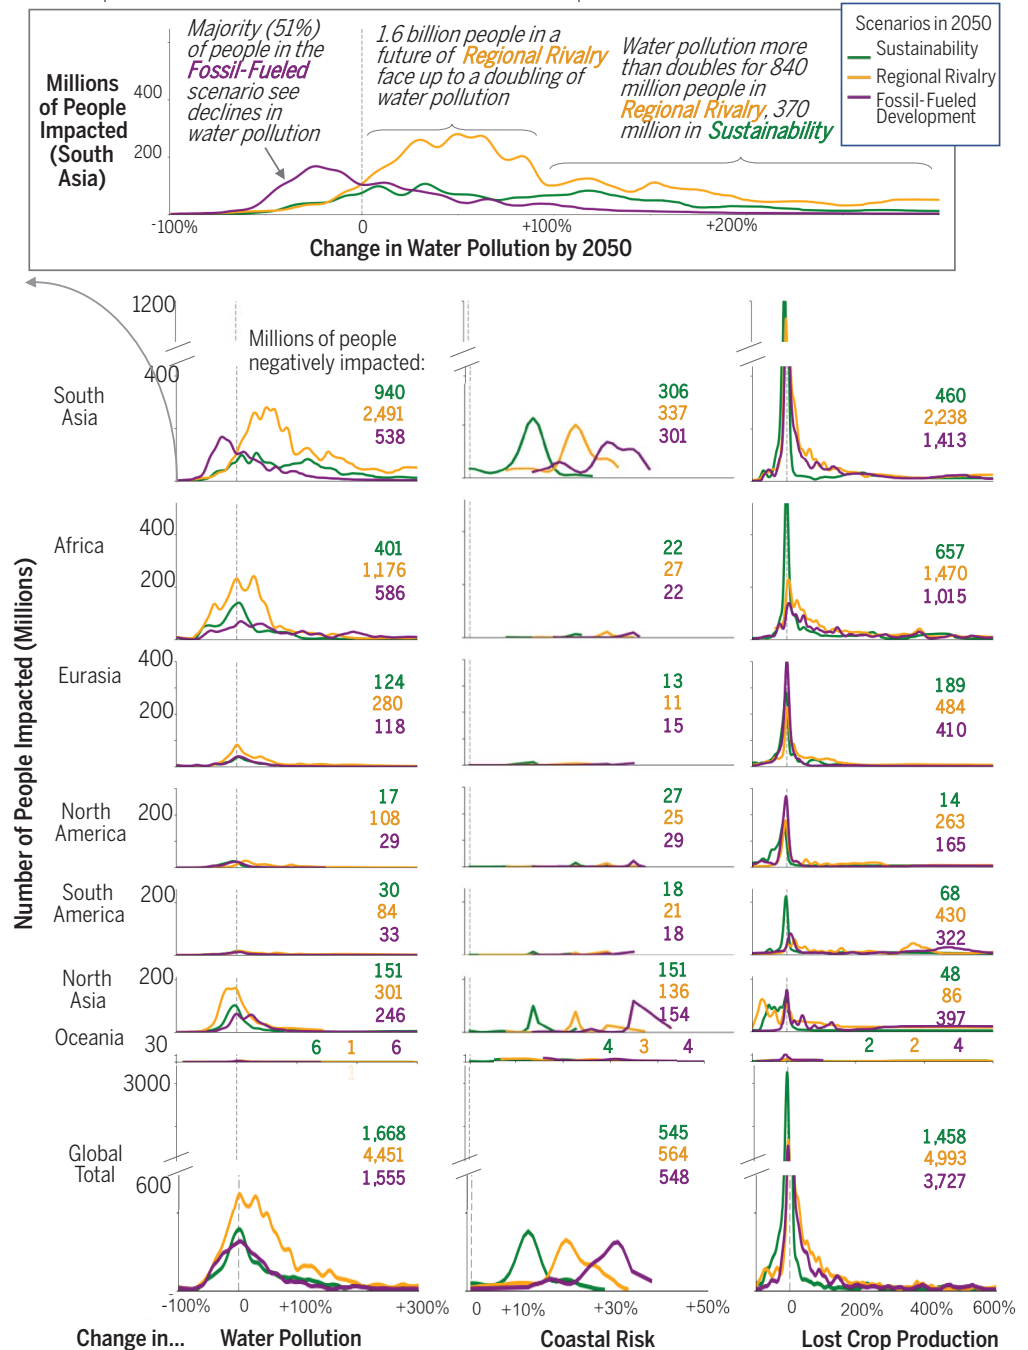 Scenarios in 2050
Sustainability
Regional Rivalry
Fossil-Fueled
Development
Millions
of People
Impacted
(South
Asia)
400
200
Majority (51%)
of people in the
Fossil-Fueled
scenario see
declines in
water pollution
1.6 billion people in a
future of Regional Rivalry
face up to a doubling of
water pollution
Water pollution more
than doubles for 840
million people in
Regional Rivalry, 370
million in Sustainability
-100% 0 +100% +200%
Change in Water Pollution by 2050
Number of People Impacted (Millions)
1200
400
Millions of people
negatively impacted:
South
Asia
940 306 460
2,491 337 2,238
538 301 1,413
Africa
400
200
401 22 657
1,176 27 1,470
586 22 1,015
Eurasia
400
200
124 13 189
280 11 484
118 15 410
North
America
200
17 27 14
108 25 263
29 29 165
South
America
200
30 18 68
84 21 430
33 18 322
North
Asia
200
151 151 48
301 136 86
246 154 397
Oceania
30
6 1 6 4 3 4 2 2 4
1
3000
Global
Total
600
1,668 545 1,458
4,451 564 4,993
1,555 548 3,727
-100% 0 +100% +300% 0 +10% +30% +50% 0 200% 400% 600%
Change in... Water Pollution Coastal Risk Lost Crop Production